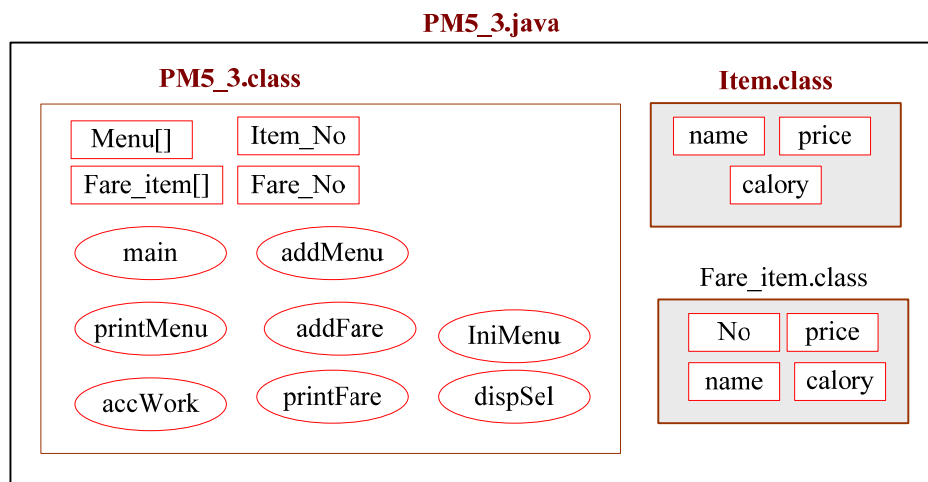 PM5_3.java
PM5_3.class
Menu[] Item_No
Fare_item[] Fare_No
main addMenu
printMenu addFare IniMenu
accWork printFare dispSel
Item.class
name price
calory
Fare_item.class
No price
name calory